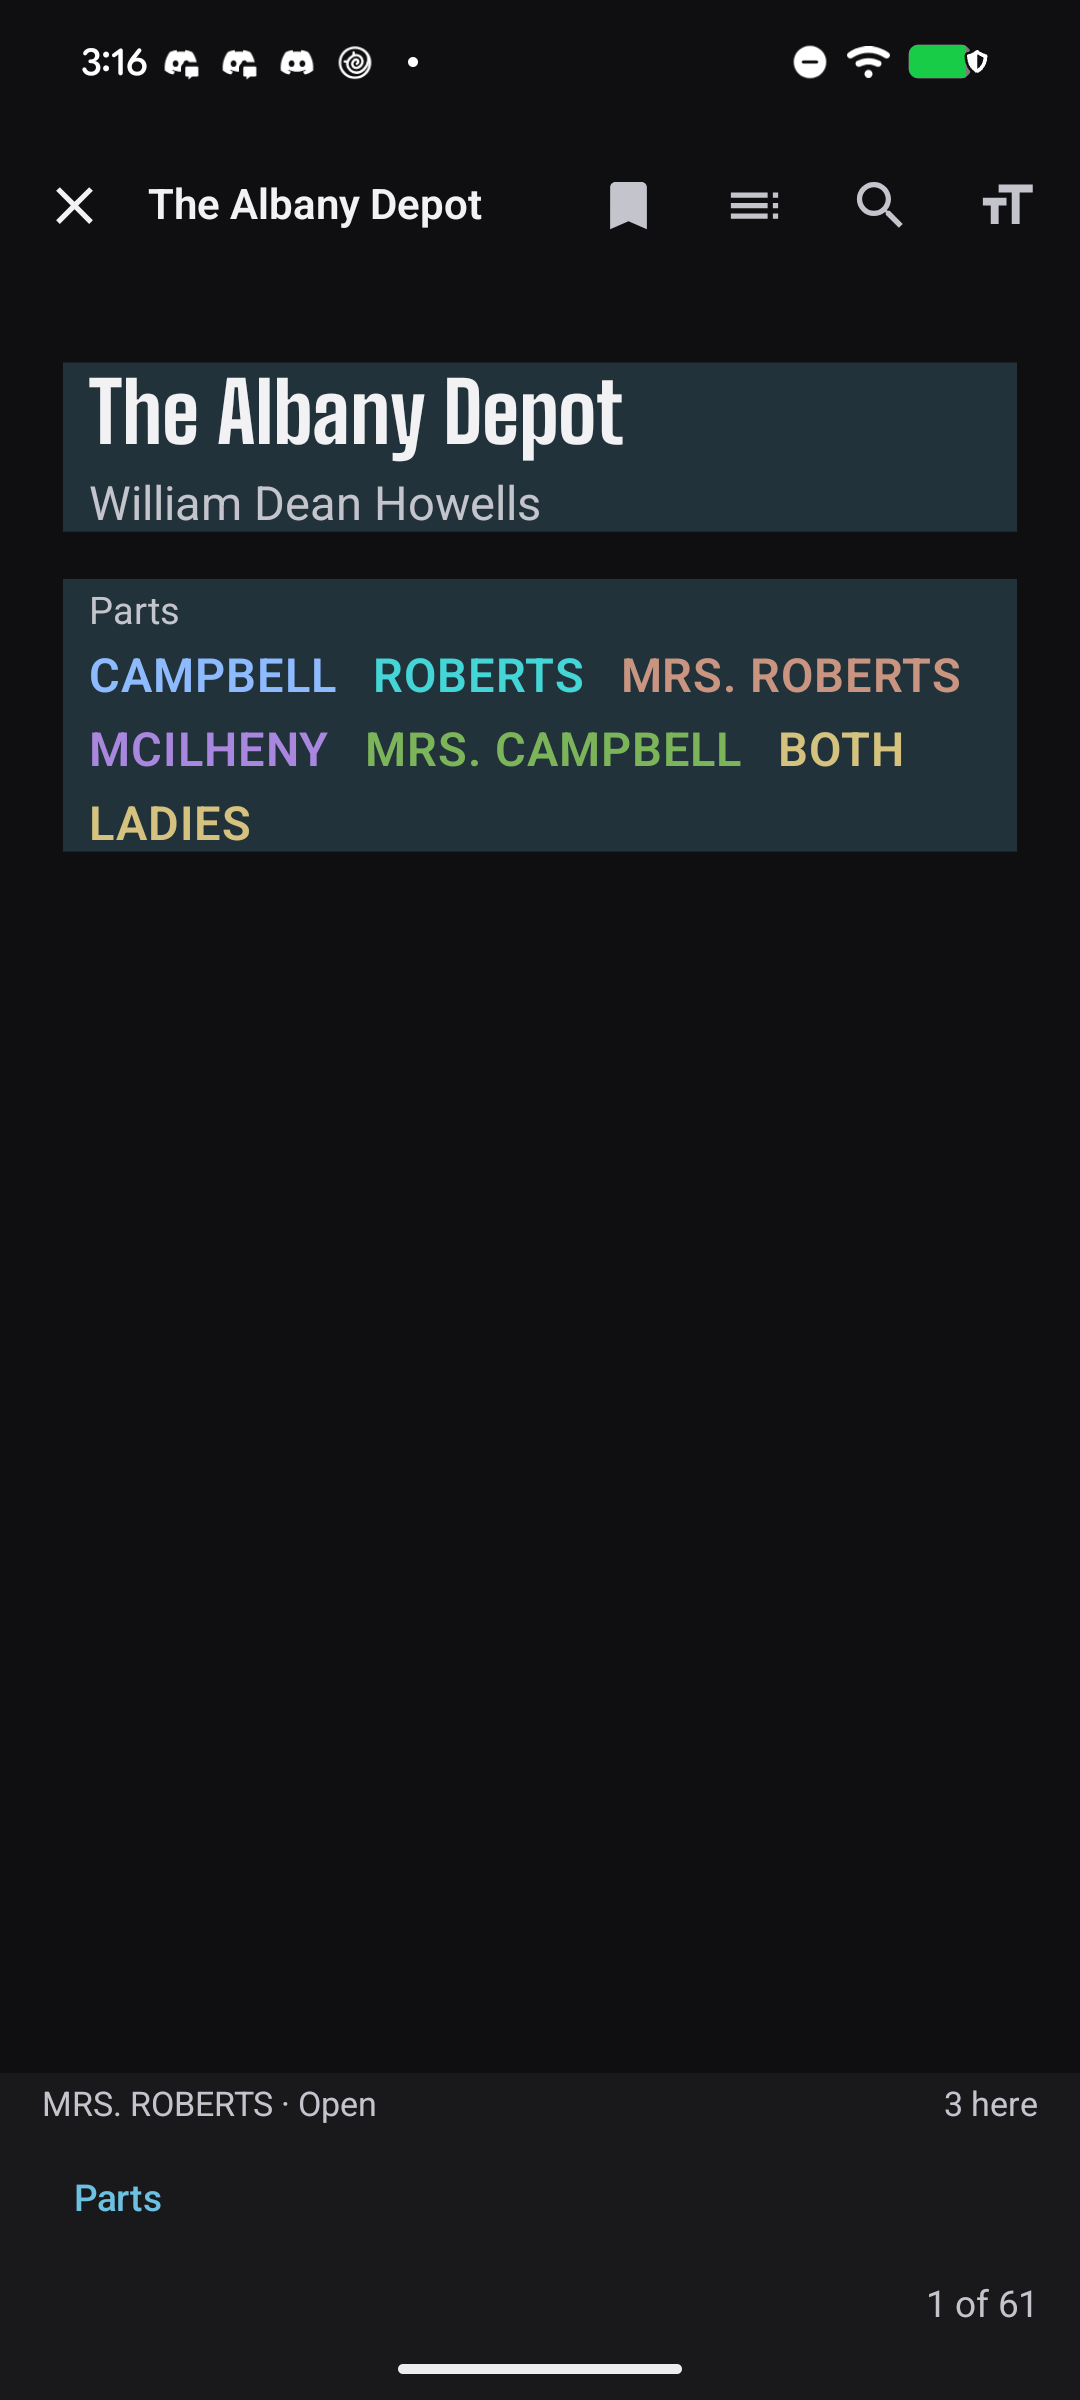 3:16
The Albany Depot
The Albany Depot
William Dean Howells
Parts
CAMPBELL ROBERTS MRS. ROBERTS
MCILHENY MRS. CAMPBELL BOTH
LADIES
MRS. ROBERTS · Open 3 here
Parts
1 of 61